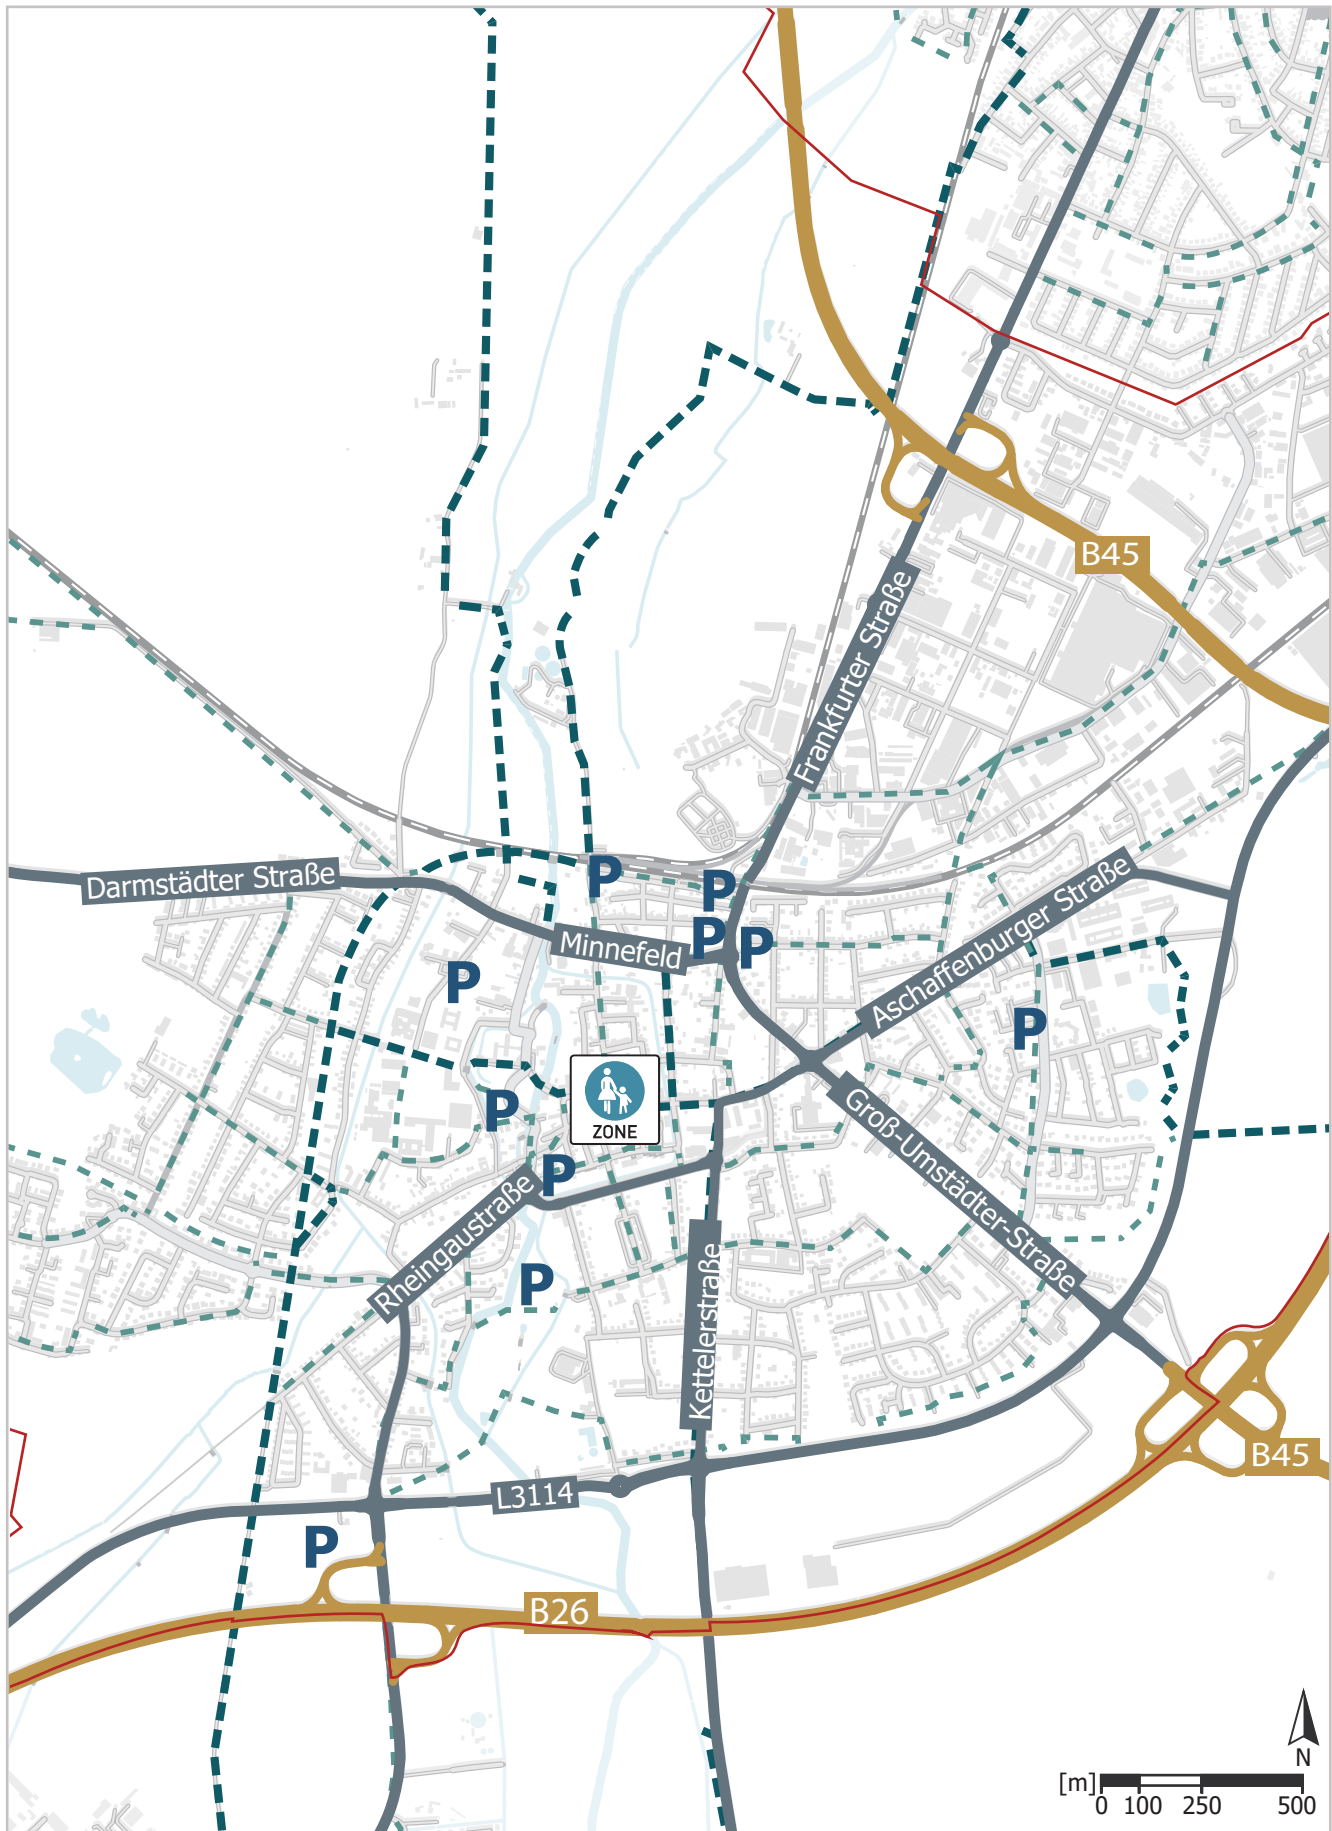 B45
Frankfurter Straße
Darmstädter Straße
P
P
Aschaffenburger Straße
Minnefeld
P
P
P
P
ZONE
P
Groß-Umstädter-Straße
P
Rheingaustraße
P
Kettelerstraße
B45
L3114
P
B26
N
[m]
0 100 250 500